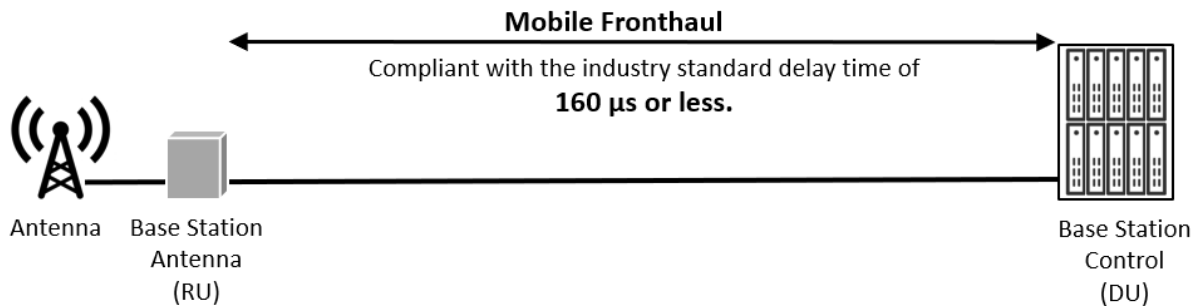 Mobile Fronthaul
Compliant with the industry standard delay time of
160 µs or less.
Antenna
Base Station
Antenna
(RU)
Base Station
Control
(DU)